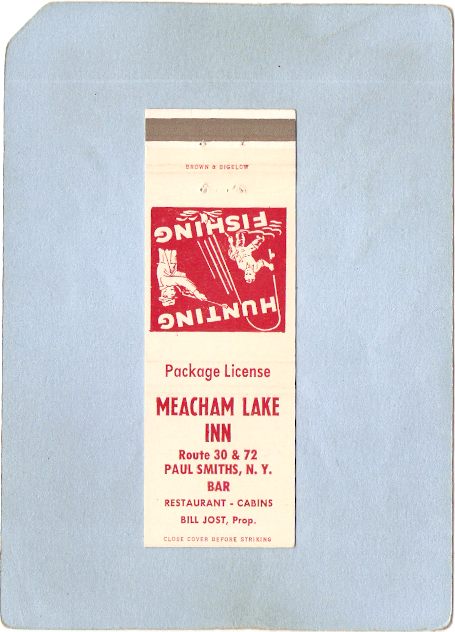 BROWN & BIGELOW
HUNTING
FISHING
Package License
MEACHAM LAKE
INN
Route 30 & 72
PAUL SMITHS, N. Y.
BAR
RESTAURANT - CABINS
BILL JOST, Prop.
CLOSE COVER BEFORE STRIKING